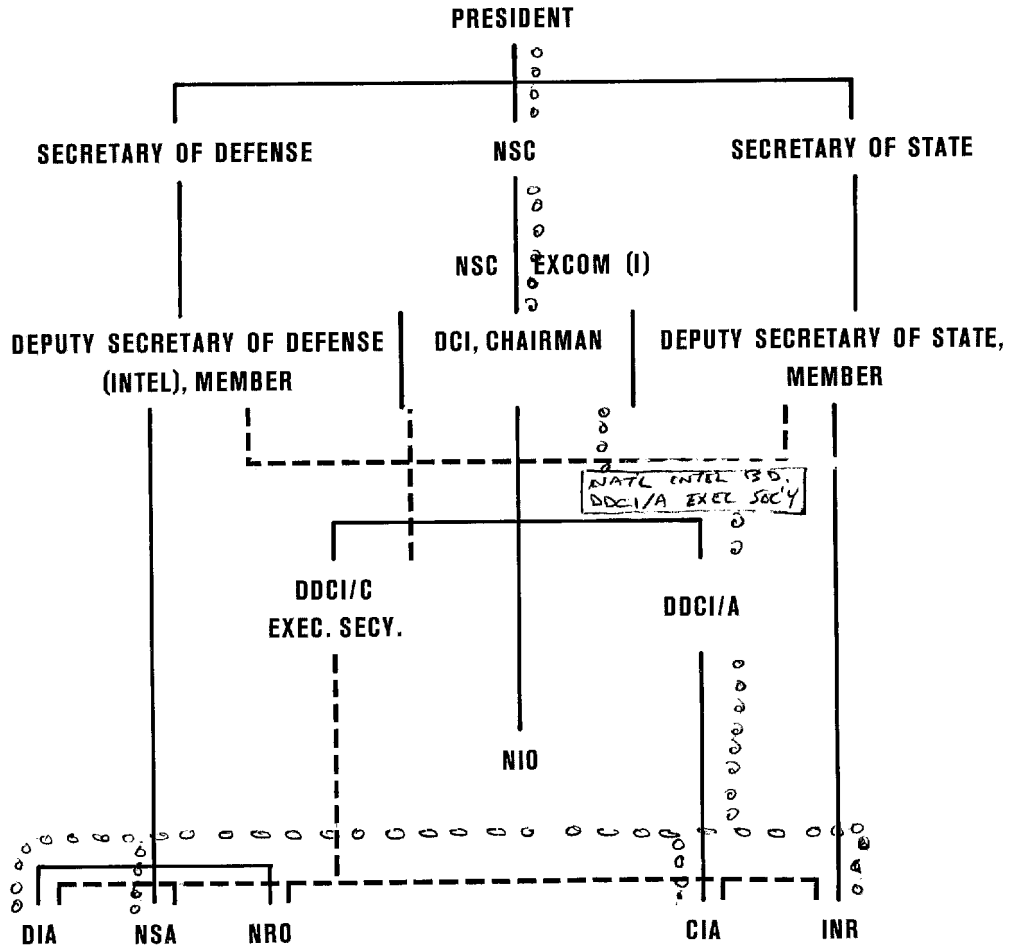 PRESIDENT
SECRETARY OF DEFENSE
NSC
SECRETARY OF STATE
NSC EXCOM (I)
DEPUTY SECRETARY OF DEFENSE
(INTEL), MEMBER
DCI, CHAIRMAN
DEPUTY SECRETARY OF STATE,
MEMBER
NAT'L INTEL BD.
DDCI/A EXEC SEC'Y
DDCI/C
EXEC. SECY.
DDCI/A
NIO
DIA
NSA
NRO
CIA
INR